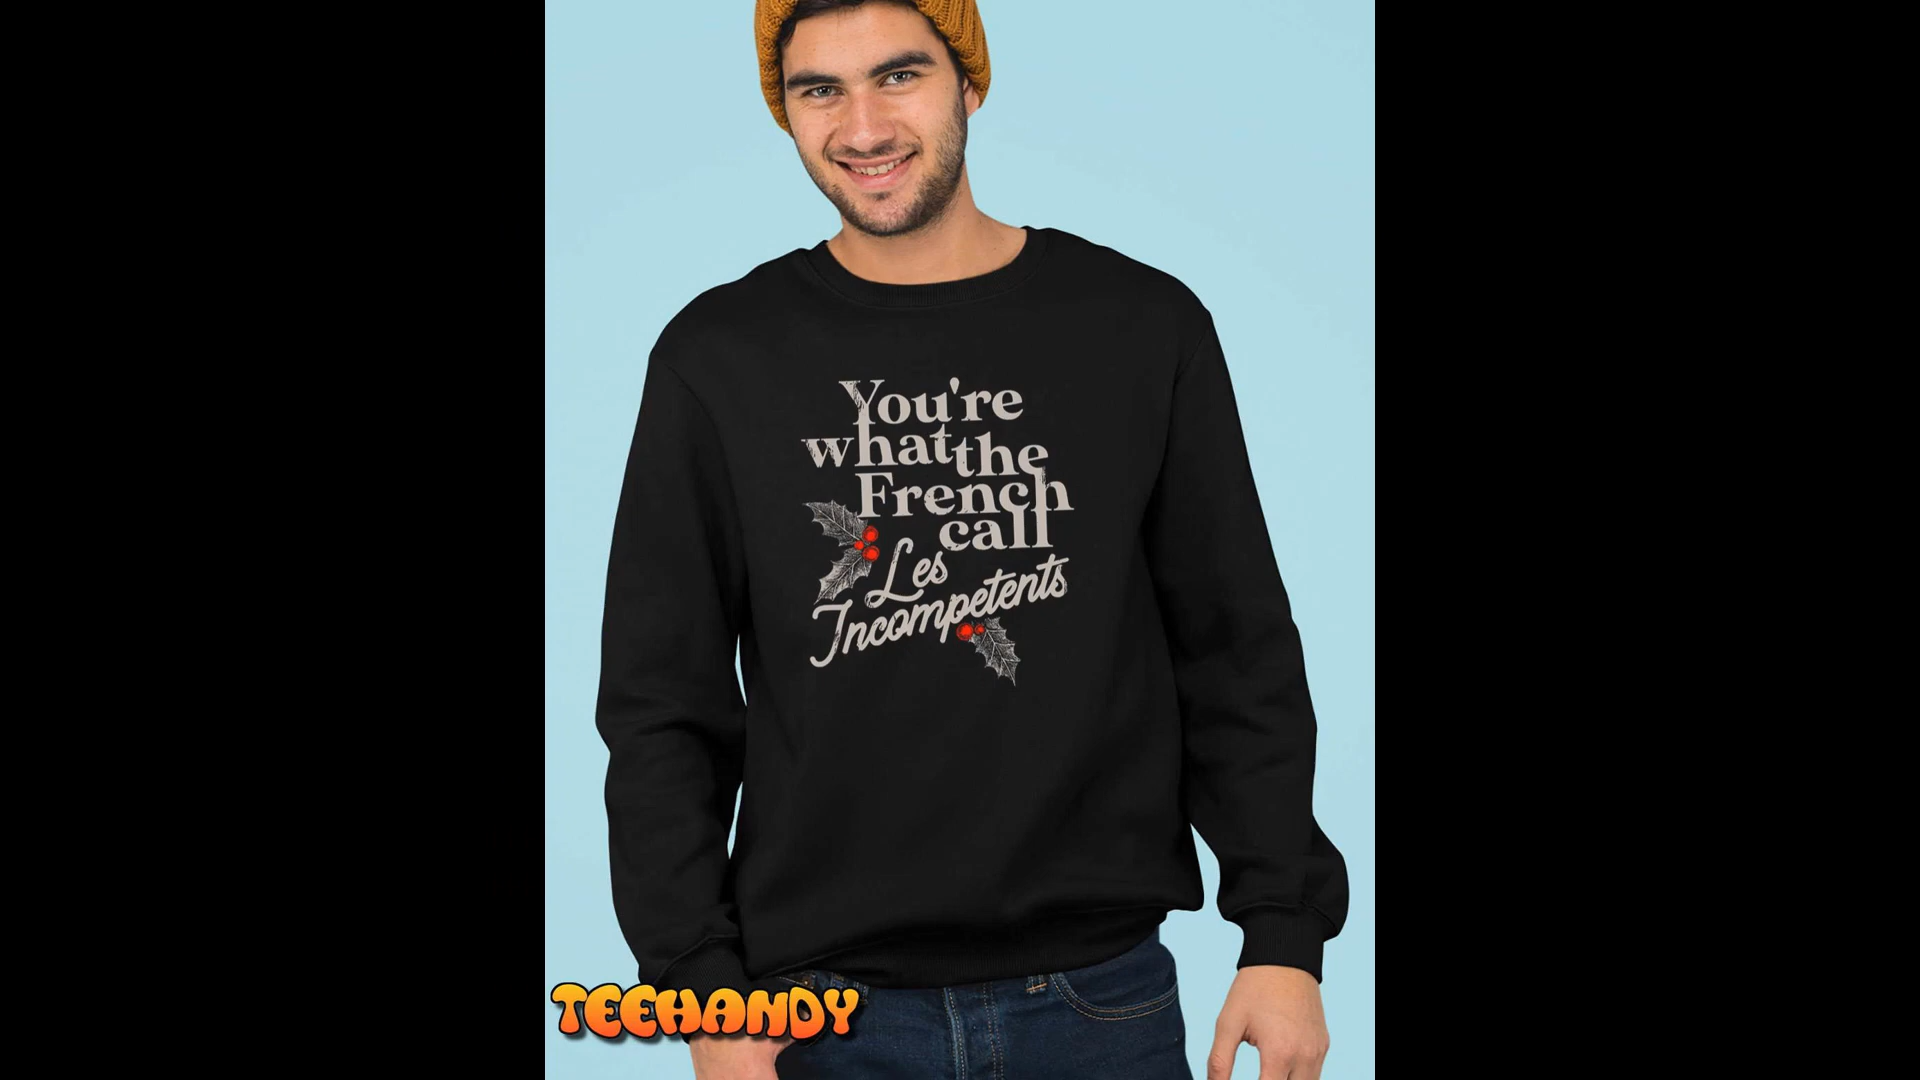 You're
what the
French
call
Les
Incompetents
TEEHANDY